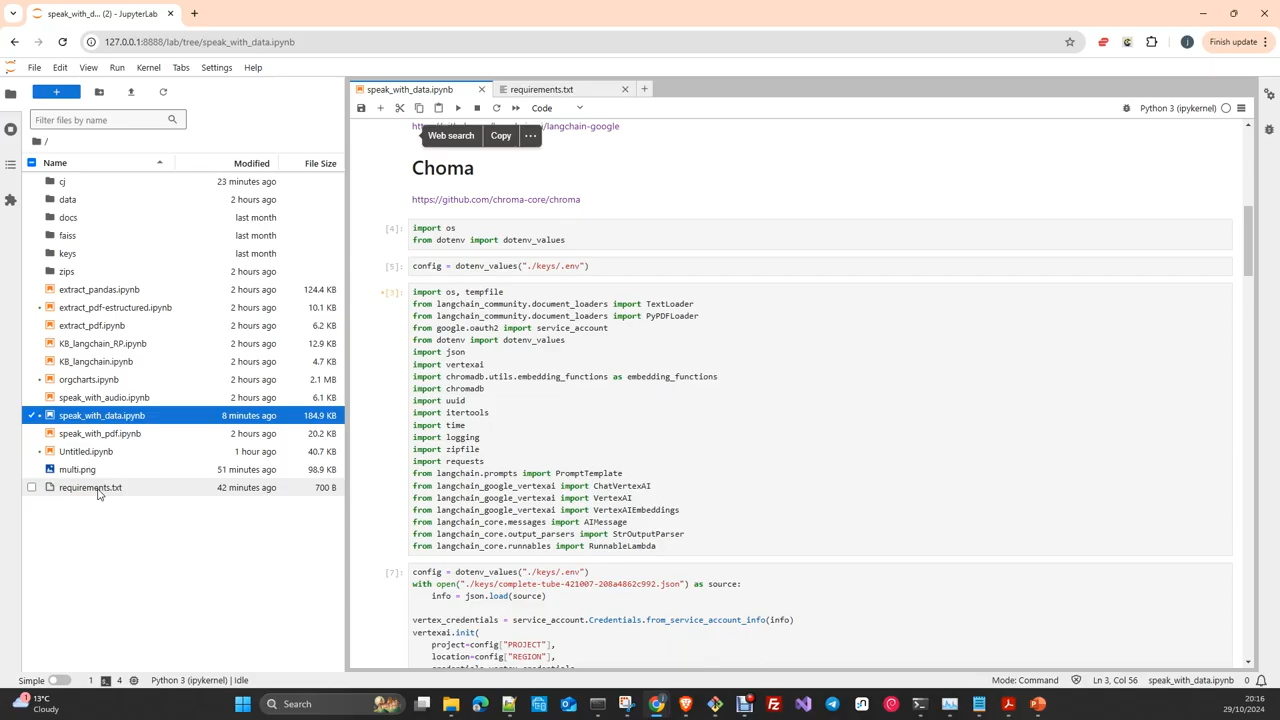 speak_with_d... (2) - JupyterLab
127.0.0.1:8888/lab/tree/speak_with_data.ipynb
Finish update
File Edit View Run Kernel Tabs Settings Help
speak_with_data.ipynb
requirements.txt
Filter files by name
Code
Python 3 (ipykernel)
/
Name Modified File Size
cj 23 minutes ago
data 2 hours ago
docs last month
faiss last month
keys last month
zips 2 hours ago
extract_pandas.ipynb 2 hours ago 124.4 KB
extract_pdf-estructured.ipynb 2 hours ago 10.1 KB
extract_pdf.ipynb 2 hours ago 6.2 KB
KB_langchain_RP.ipynb 2 hours ago 12.9 KB
KB_langchain.ipynb 2 hours ago 4.7 KB
orgcharts.ipynb 2 hours ago 2.1 MB
speak_with_audio.ipynb 2 hours ago 6.1 KB
speak_with_data.ipynb 8 minutes ago 184.9 KB
speak_with_pdf.ipynb 2 hours ago 20.2 KB
Untitled.ipynb 1 hour ago 40.7 KB
multi.png 51 minutes ago 98.9 KB
requirements.txt 42 minutes ago 700 B
/langchain-google
Web search Copy ...
Choma
https://github.com/chroma-core/chroma
[4]:
import os
from dotenv import dotenv_values
[5]:
config = dotenv_values("./keys/.env")
[3]:
import os, tempfile
from langchain_community.document_loaders import TextLoader
from langchain_community.document_loaders import PyPDFLoader
from google.oauth2 import service_account
from dotenv import dotenv_values
import json
import vertexai
import chromadb.utils.embedding_functions as embedding_functions
import chromadb
import uuid
import itertools
import time
import logging
import zipfile
import requests
from langchain.prompts import PromptTemplate
from langchain_google_vertexai import ChatVertexAI
from langchain_google_vertexai import VertexAI
from langchain_google_vertexai import VertexAIEmbeddings
from langchain_core.messages import AIMessage
from langchain_core.output_parsers import StrOutputParser
from langchain_core.runnables import RunnableLambda
[7]:
config = dotenv_values("./keys/.env")
with open("./keys/complete-tube-421007-208a4862c992.json") as source:
info = json.load(source)
vertex_credentials = service_account.Credentials.from_service_account_info(info)
vertexai.init(
project=config["PROJECT"],
location=config["REGION"],
Simple 1 4 Python 3 (ipykernel) | Idle
Mode: Command Ln 3, Col 56 speak_with_data.ipynb 0
13°C
Cloudy
Search
20:16
29/10/2024